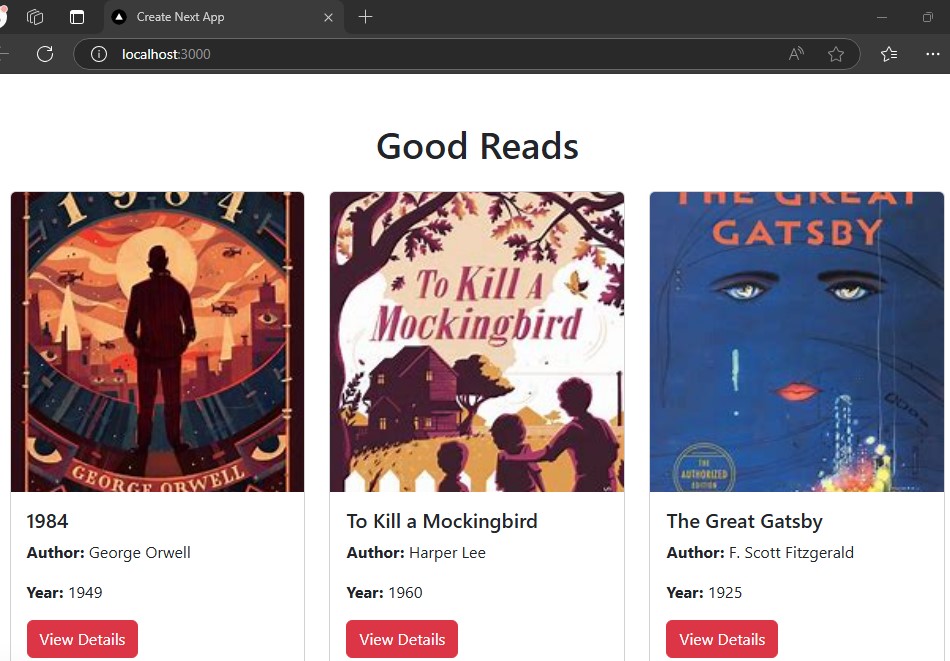 Create Next App
localhost:3000
Good Reads
1984
GEORGE ORWELL
1984
Author: George Orwell
Year: 1949
View Details
To Kill A
Mockingbird
To Kill a Mockingbird
Author: Harper Lee
Year: 1960
View Details
THE GREAT
GATSBY
THE
AUTHORIZED
EDITION
The Great Gatsby
Author: F. Scott Fitzgerald
Year: 1925
View Details